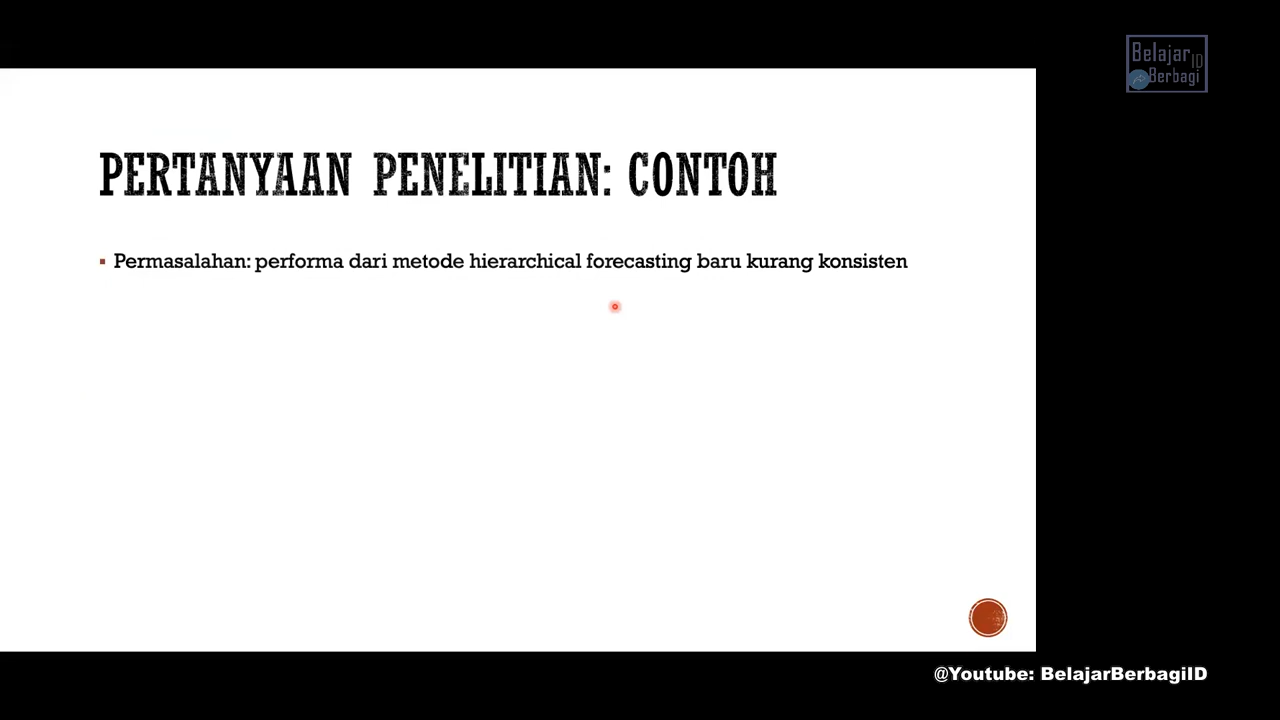 Belajar
ID
Berbagi
PERTANYAAN PENELITIAN: CONTOH
▪ Permasalahan: performa dari metode hierarchical forecasting baru kurang konsisten
@Youtube: BelajarBerbagiID